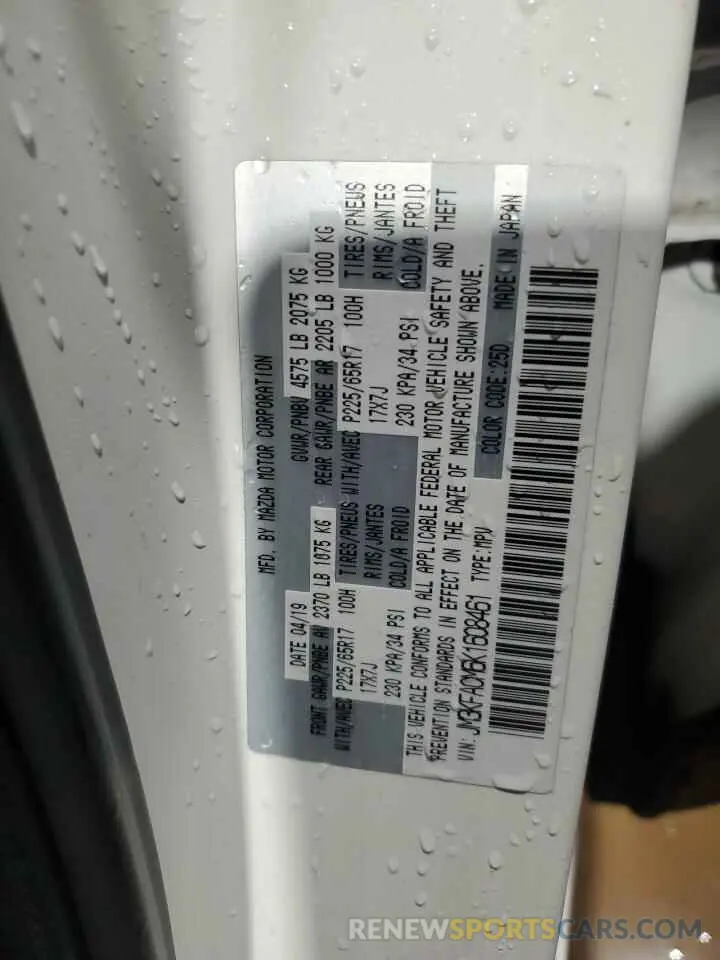 MFD. BY MAZDA MOTOR CORPORATION
DATE 04/19 GVWR/PNBV 4575 LB 2075 KG
FRONT GAWR/PNBE AV 2370 LB 1075 KG REAR GAWR/PNBE AR 2205 LB 1000 KG
WITH/AVEC P225/65R17 100H TIRES/PNEUS WITH/AVEC P225/65R17 100H TIRES/PNEUS
17X7J RIMS/JANTES 17X7J RIMS/JANTES
230 KPA/34 PSI COLD/A FROID 230 KPA/34 PSI COLD/A FROID
THIS VEHICLE CONFORMS TO ALL APPLICABLE FEDERAL MOTOR VEHICLE SAFETY AND THEFT
PREVENTION STANDARDS IN EFFECT ON THE DATE OF MANUFACTURE SHOWN ABOVE.
VIN: JM3KFACM6K1608461 TYPE:MPV COLOR CODE:25D MADE IN JAPAN
RENEWSPORTSCARS.COM